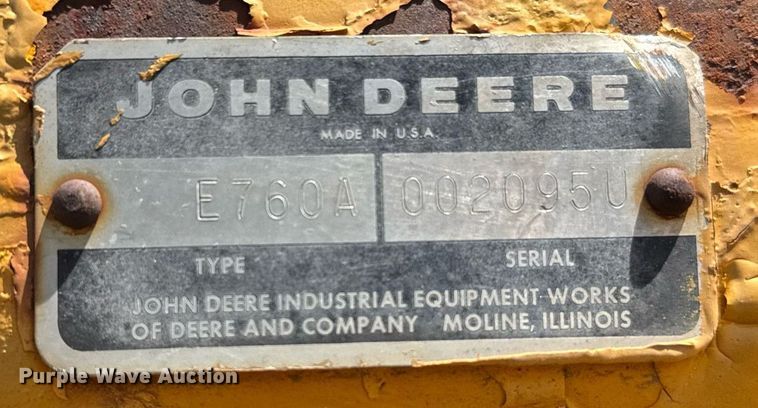 JOHN DEERE
MADE IN U.S.A.
E760A 002095U
TYPE SERIAL
JOHN DEERE INDUSTRIAL EQUIPMENT WORKS
OF DEERE AND COMPANY MOLINE, ILLINOIS
Purple Wave Auction